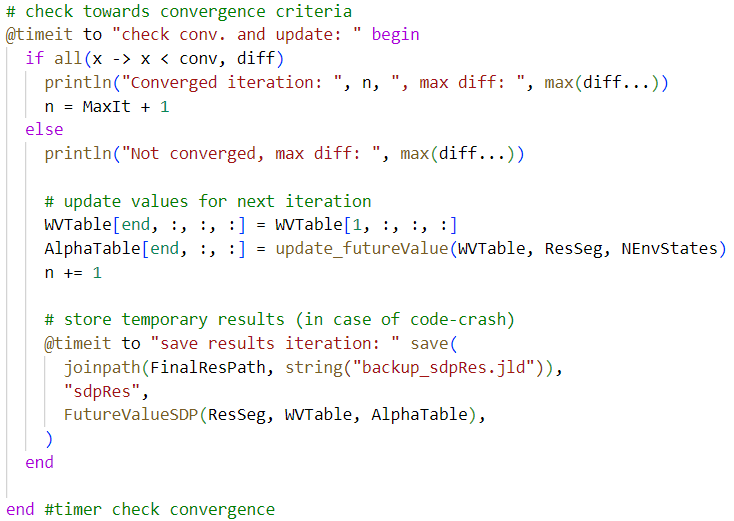 # check towards convergence criteria
@timeit to "check conv. and update: " begin
  if all(x -> x < conv, diff)
    println("Converged iteration: ", n, ", max diff: ", max(diff...))
    n = MaxIt + 1
  else
    println("Not converged, max diff: ", max(diff...))

    # update values for next iteration
    WVTable[end, :, :, :] = WVTable[1, :, :, :]
    AlphaTable[end, :, :] = update_futureValue(WVTable, ResSeg, NEnvStates)
    n += 1

    # store temporary results (in case of code-crash)
    @timeit to "save results iteration: " save(
      joinpath(FinalResPath, string("backup_sdpRes.jld")),
      "sdpRes",
      FutureValueSDP(ResSeg, WVTable, AlphaTable),
    )
  end

end #timer check convergence